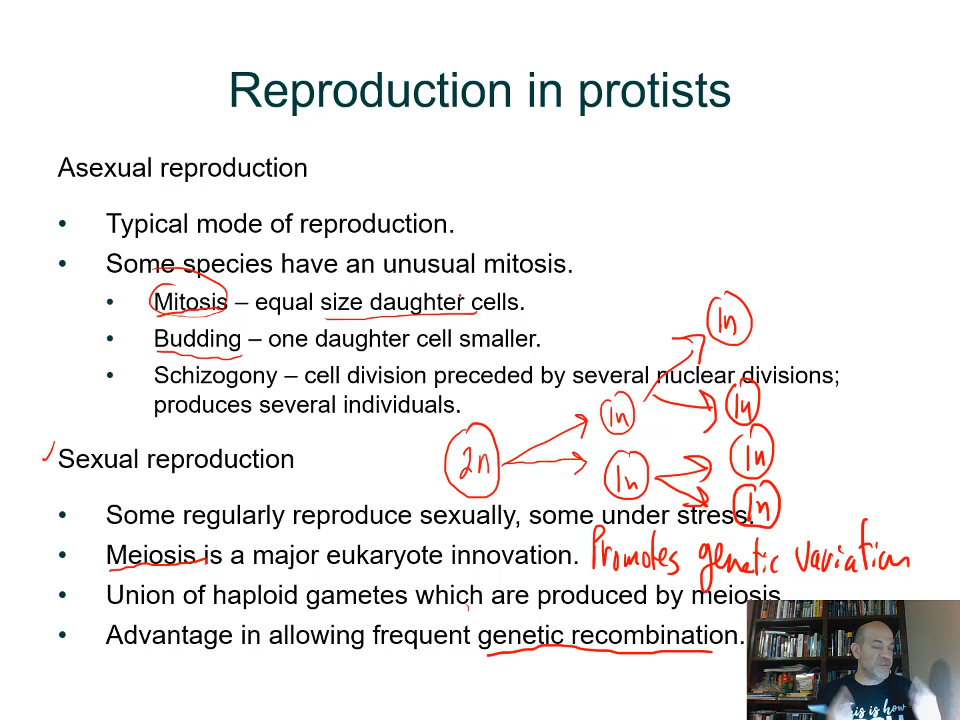 Reproduction in protists
Asexual reproduction
• Typical mode of reproduction.
• Some species have an unusual mitosis.
• Mitosis – equal size daughter cells.
• Budding – one daughter cell smaller.
• Schizogony – cell division preceded by several nuclear divisions;
produces several individuals.
1n
1n
1n
1n
2n
1n
1n
Sexual reproduction
• Some regularly reproduce sexually, some under stress.
• Meiosis is a major eukaryote innovation. Promotes genetic variation
• Union of haploid gametes which are produced by meiosis
• Advantage in allowing frequent genetic recombination.
this is how